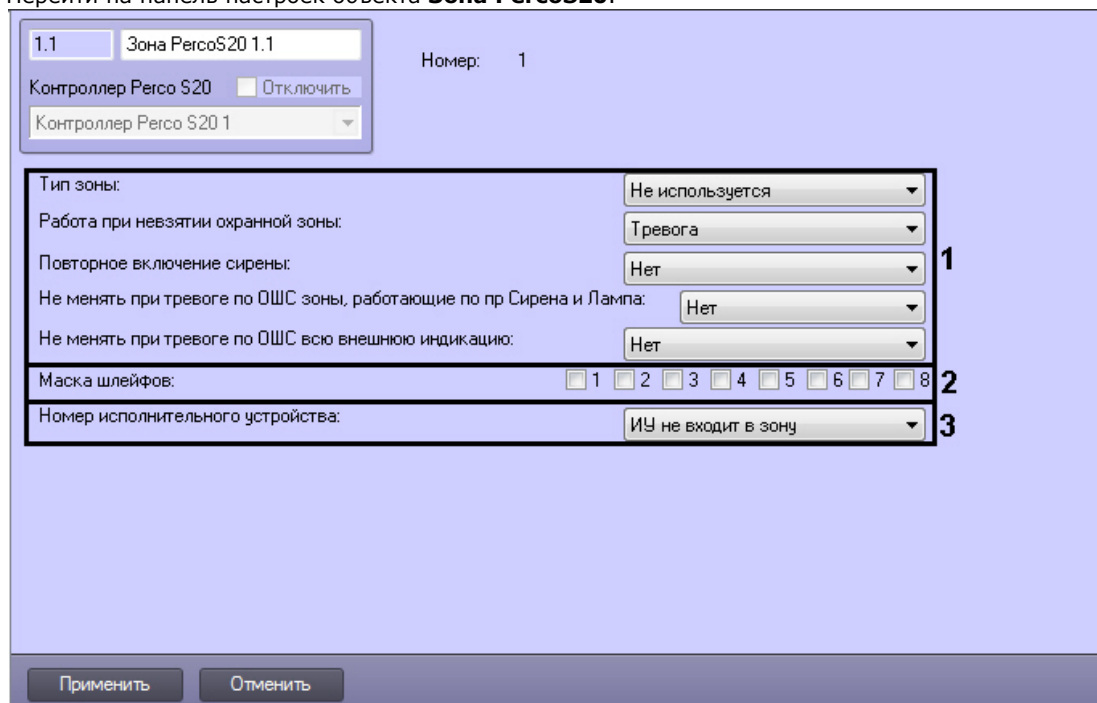 Перейти на панель настроек объекта Зона PercoS20.
1.1 Зона PercoS20 1.1
Номер: 1
Контроллер Perco S20 Отключить
Контроллер Perco S20 1
Тип зоны: Не используется
Работа при невзятии охранной зоны: Тревога
Повторное включение сирены: Нет
1
Не менять при тревоге по ОШС зоны, работающие по пр Сирена и Лампа: Нет
Не менять при тревоге по ОШС всю внешнюю индикацию: Нет
Маска шлейфов: 1 2 3 4 5 6 7 8
2
Номер исполнительного устройства: ИУ не входит в зону
3
Применить Отменить